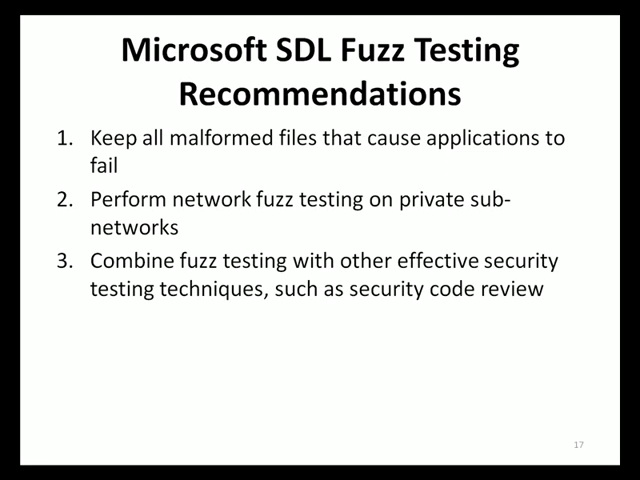 Microsoft SDL Fuzz Testing
Recommendations
1. Keep all malformed files that cause applications to
fail
2. Perform network fuzz testing on private sub-
networks
3. Combine fuzz testing with other effective security
testing techniques, such as security code review
17